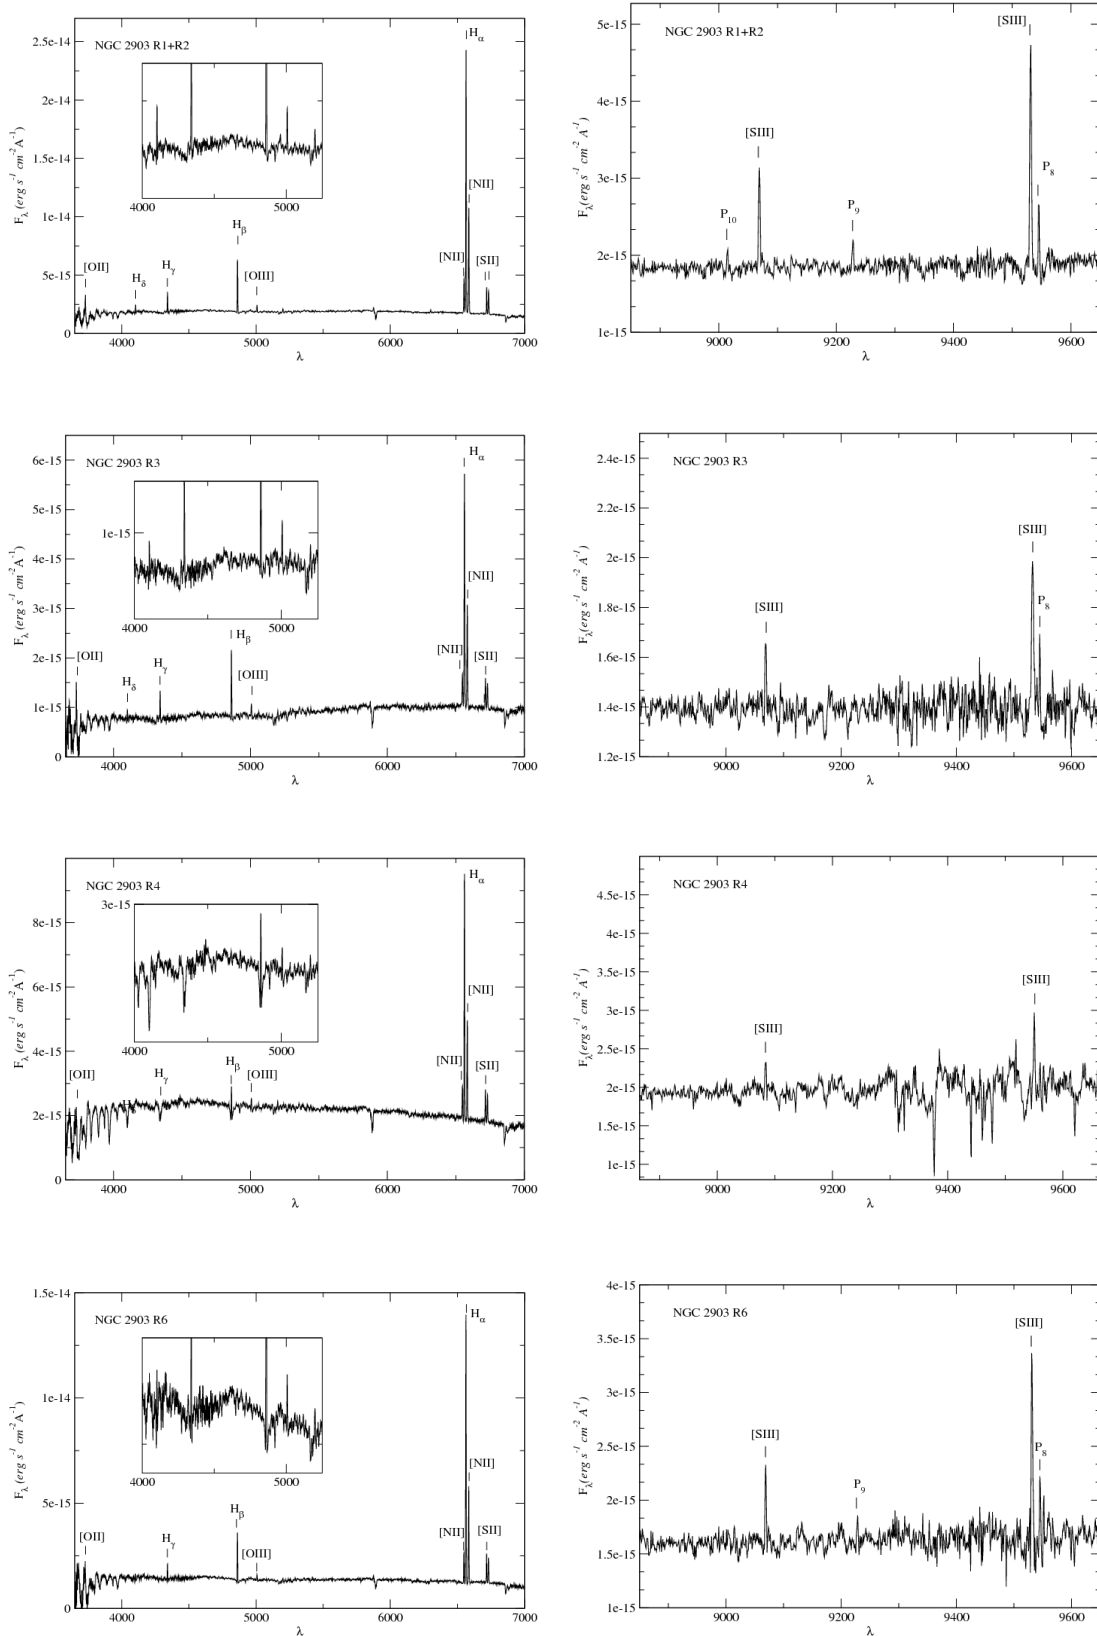 NGC 2903 R1+R2
Hα
[NII]
Hβ
[NII]
[SII]
[OII]
Hδ
Hγ
[OIII]
4000 5000
2.5e-14
2e-14
1.5e-14
1e-14
5e-15
0
4000 5000 6000 7000
λ
Fλ (erg s-1 cm-2 A-1)
NGC 2903 R1+R2
[SIII]
[SIII]
P8
P10
P9
5e-15
4e-15
3e-15
2e-15
1e-15
9000 9200 9400 9600
λ
Fλ (erg s-1 cm-2 A-1)
NGC 2903 R3
Hα
[NII]
Hβ
[NII]
[SII]
[OII]
Hδ
Hγ
[OIII]
1e-15
4000 5000
6e-15
5e-15
4e-15
3e-15
2e-15
1e-15
0
4000 5000 6000 7000
λ
Fλ (erg s-1 cm-2 A-1)
NGC 2903 R3
[SIII]
[SIII]
P8
2.4e-15
2.2e-15
2e-15
1.8e-15
1.6e-15
1.4e-15
1.2e-15
9000 9200 9400 9600
λ
Fλ (erg s-1 cm-2 A-1)
NGC 2903 R4
Hα
[NII]
[NII]
[SII]
[OII]
Hγ
Hβ
[OIII]
3e-15
4000 5000
8e-15
6e-15
4e-15
2e-15
0
4000 5000 6000 7000
λ
Fλ (erg s-1 cm-2 A-1)
NGC 2903 R4
[SIII]
[SIII]
4.5e-15
4e-15
3.5e-15
3e-15
2.5e-15
2e-15
1.5e-15
1e-15
9000 9200 9400 9600
λ
Fλ (erg s-1 cm-2 A-1)
NGC 2903 R6
Hα
[NII]
Hβ
[NII]
[SII]
[OII]
Hγ
[OIII]
4000 5000
1.5e-14
1e-14
5e-15
0
4000 5000 6000 7000
λ
Fλ (erg s-1 cm-2 A-1)
NGC 2903 R6
[SIII]
[SIII]
P8
P9
4e-15
3.5e-15
3e-15
2.5e-15
2e-15
1.5e-15
1e-15
9000 9200 9400 9600
λ
Fλ (erg s-1 cm-2 A-1)